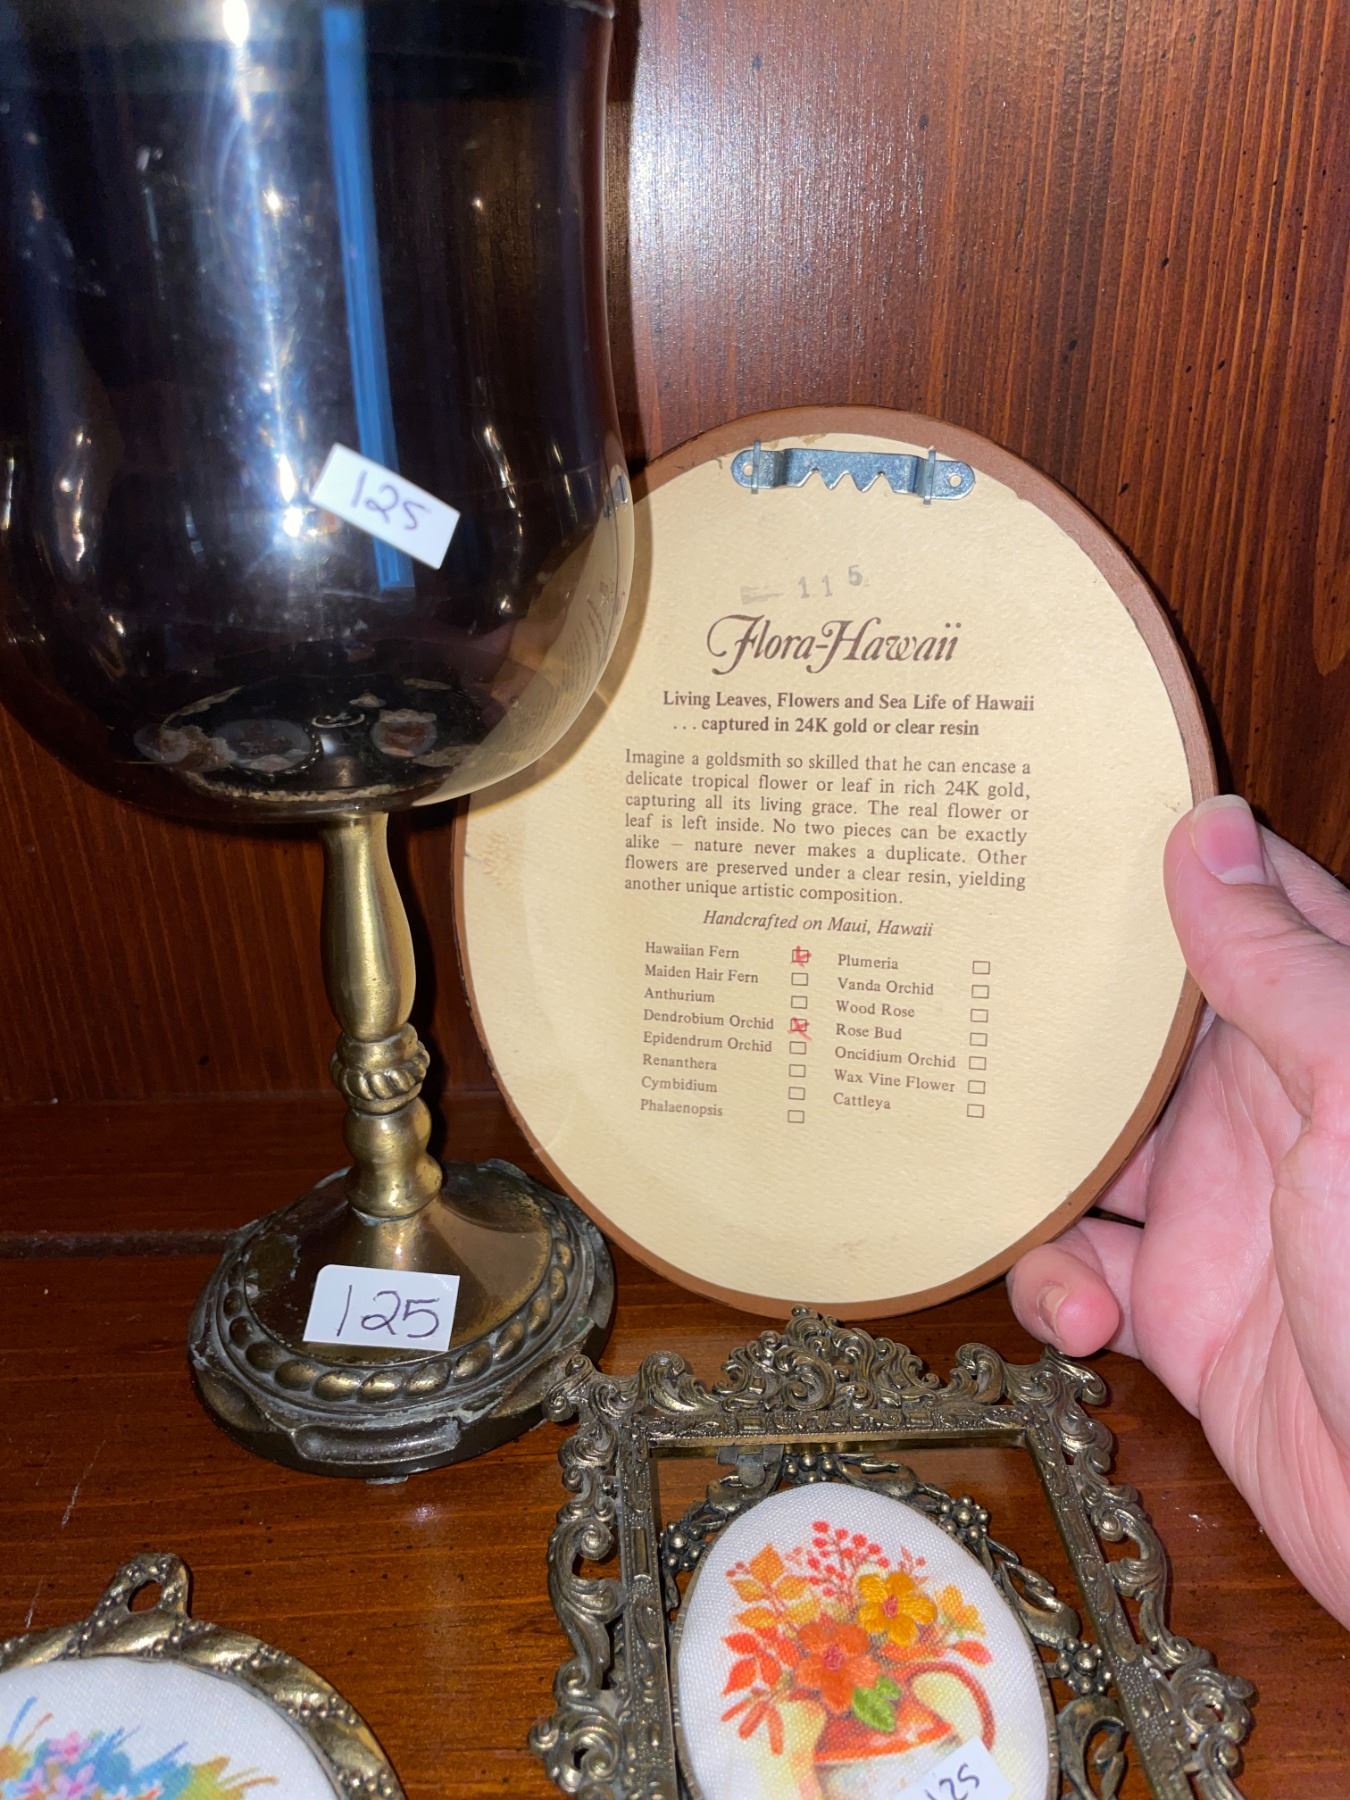 125
115
Flora-Hawaii
Living Leaves, Flowers and Sea Life of Hawaii
... captured in 24K gold or clear resin
Imagine a goldsmith so skilled that he can encase a
delicate tropical flower or leaf in rich 24K gold,
capturing all its living grace. The real flower or
leaf is left inside. No two pieces can be exactly
alike – nature never makes a duplicate. Other
flowers are preserved under a clear resin, yielding
another unique artistic composition.
Handcrafted on Maui, Hawaii
Hawaiian Fern
Maiden Hair Fern
Anthurium
Dendrobium Orchid
Epidendrum Orchid
Renanthera
Cymbidium
Phalaenopsis
Plumeria
Vanda Orchid
Wood Rose
Rose Bud
Oncidium Orchid
Wax Vine Flower
Cattleya
125
125